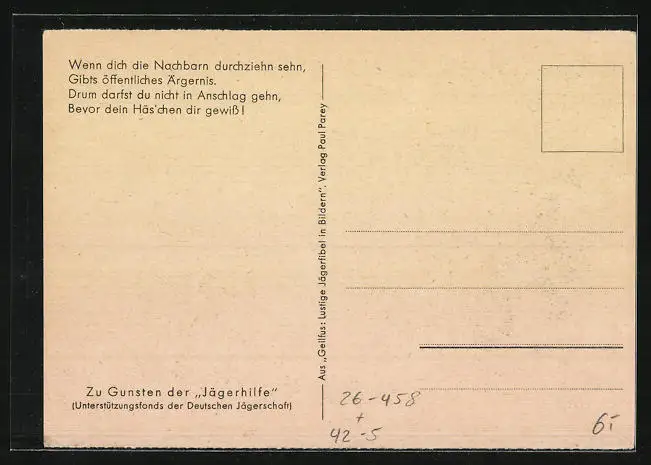 Wenn dich die Nachbarn durchziehn sehn,
Gibts öffentliches Ärgernis.
Drum darfst du nicht in Anschlag gehn,
Bevor dein Häs'chen dir gewiß!
Zu Gunsten der „Jägerhilfe"
(Unterstützungsfonds der Deutschen Jägerschaft)
Aus „Gellfus: Lustige Jägerfibel in Bildern", Verlag Paul Parey
26-458
+
42-5
6,-